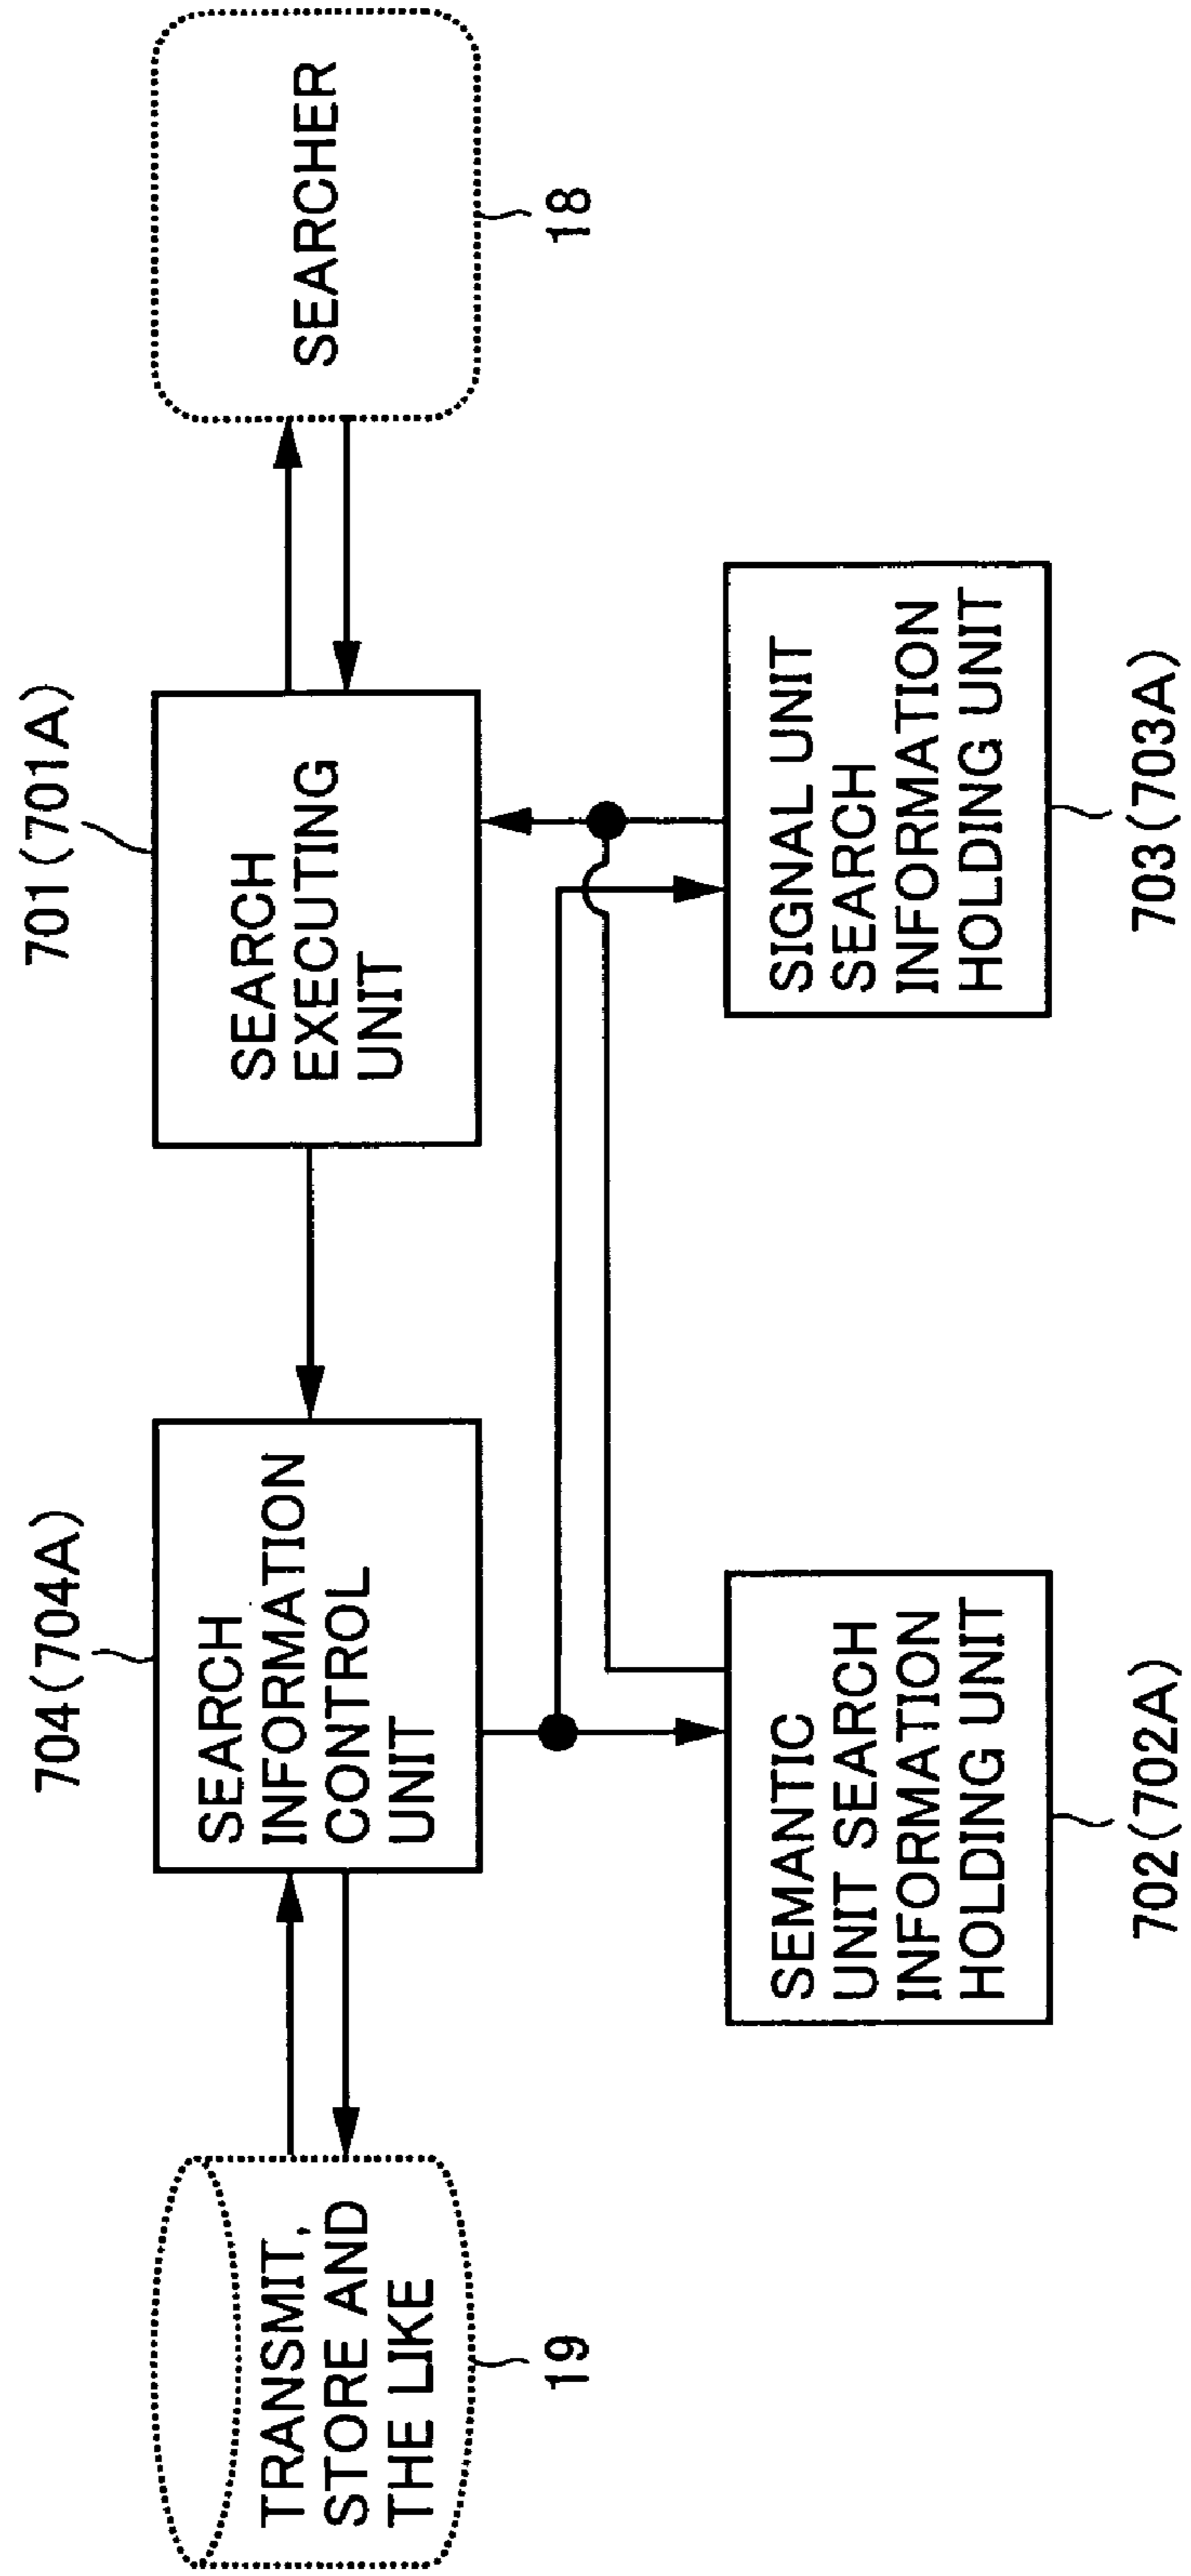 704(704A)
701(701A)
TRANSMIT,
STORE AND
THE LIKE
19
SEARCH
INFORMATION
CONTROL
UNIT
SEARCH
EXECUTING
UNIT
SEARCHER
18
SEMANTIC
UNIT SEARCH
INFORMATION
HOLDING UNIT
702(702A)
SIGNAL UNIT
SEARCH
INFORMATION
HOLDING UNIT
703(703A)